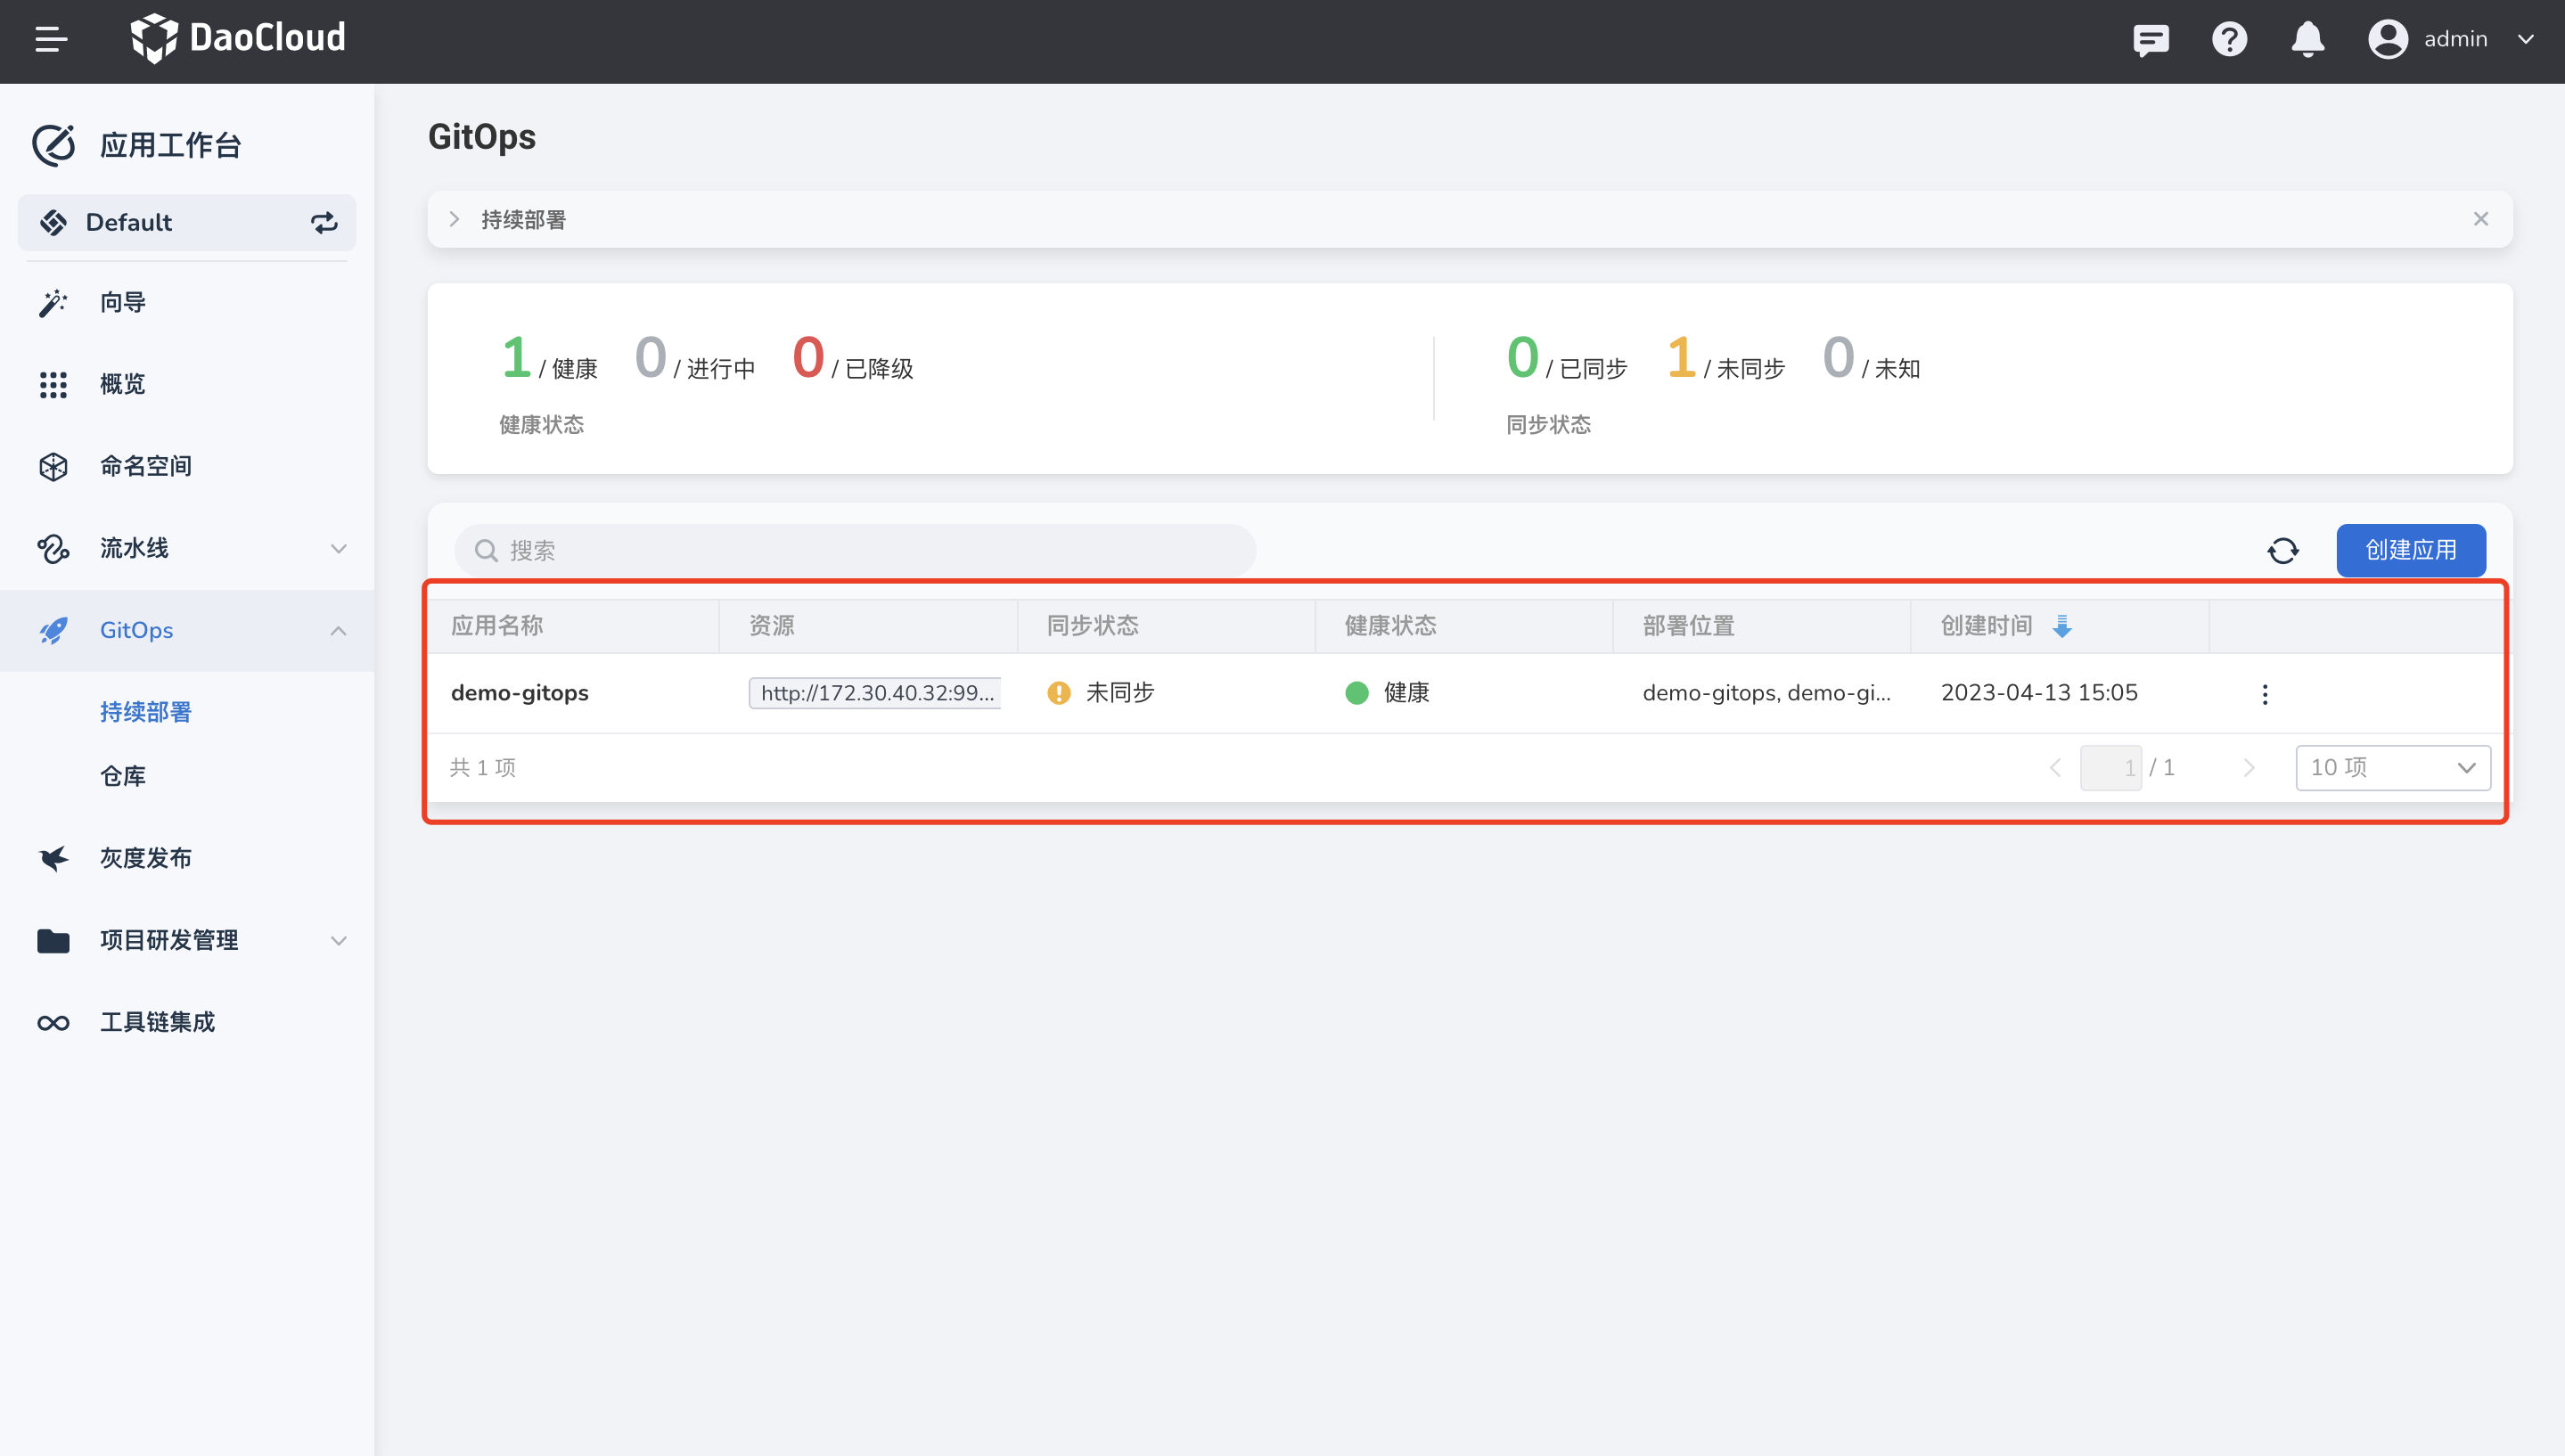 DaoCloud
admin
应用工作台
Default
向导
概览
命名空间
流水线
GitOps
持续部署
仓库
灰度发布
项目研发管理
工具链集成
GitOps
持续部署
1 / 健康 0 / 进行中 0 / 已降级
健康状态
0 / 已同步 1 / 未同步 0 / 未知
同步状态
搜索
创建应用
应用名称 资源 同步状态 健康状态 部署位置 创建时间
demo-gitops http://172.30.40.32:99... 未同步 健康 demo-gitops, demo-gi... 2023-04-13 15:05
共 1 项 1 / 1 10 项